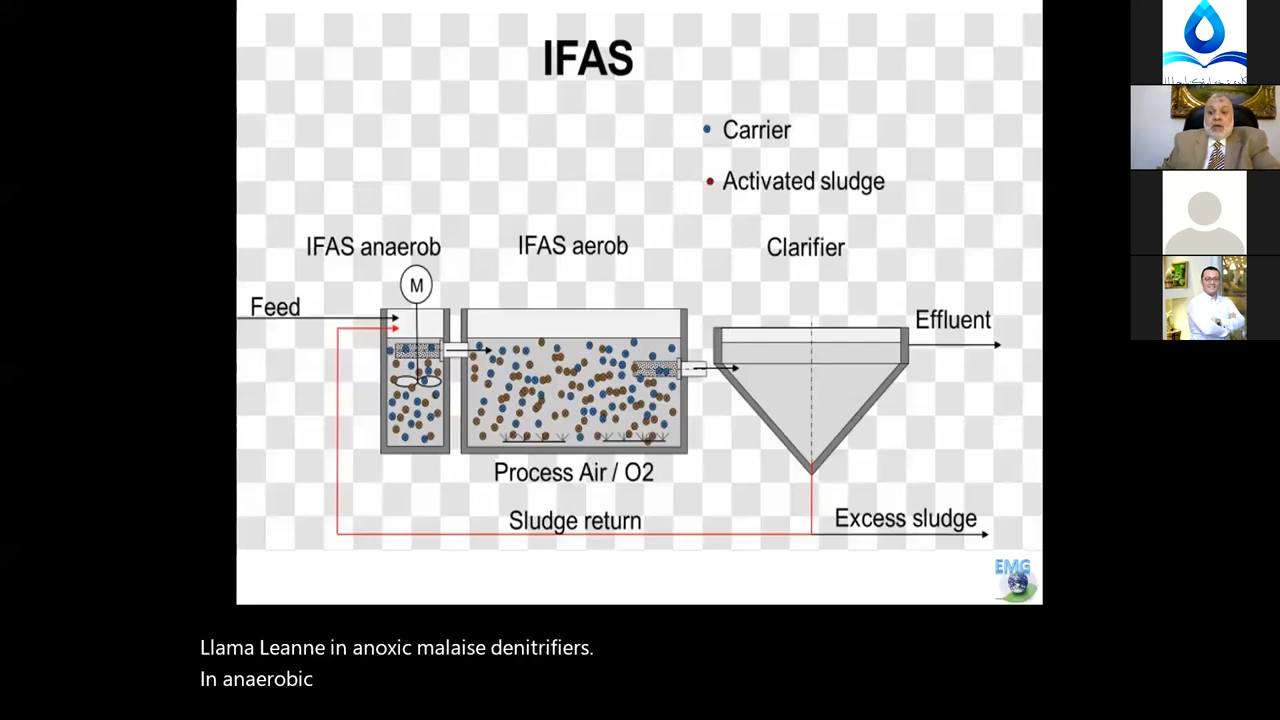 IFAS
Carrier
Activated sludge
IFAS anaerob
IFAS aerob
Clarifier
M
Feed
Effluent
Process Air / O2
Sludge return
Excess sludge
EMG
Llama Leanne in anoxic malaise denitrifiers.
In anaerobic